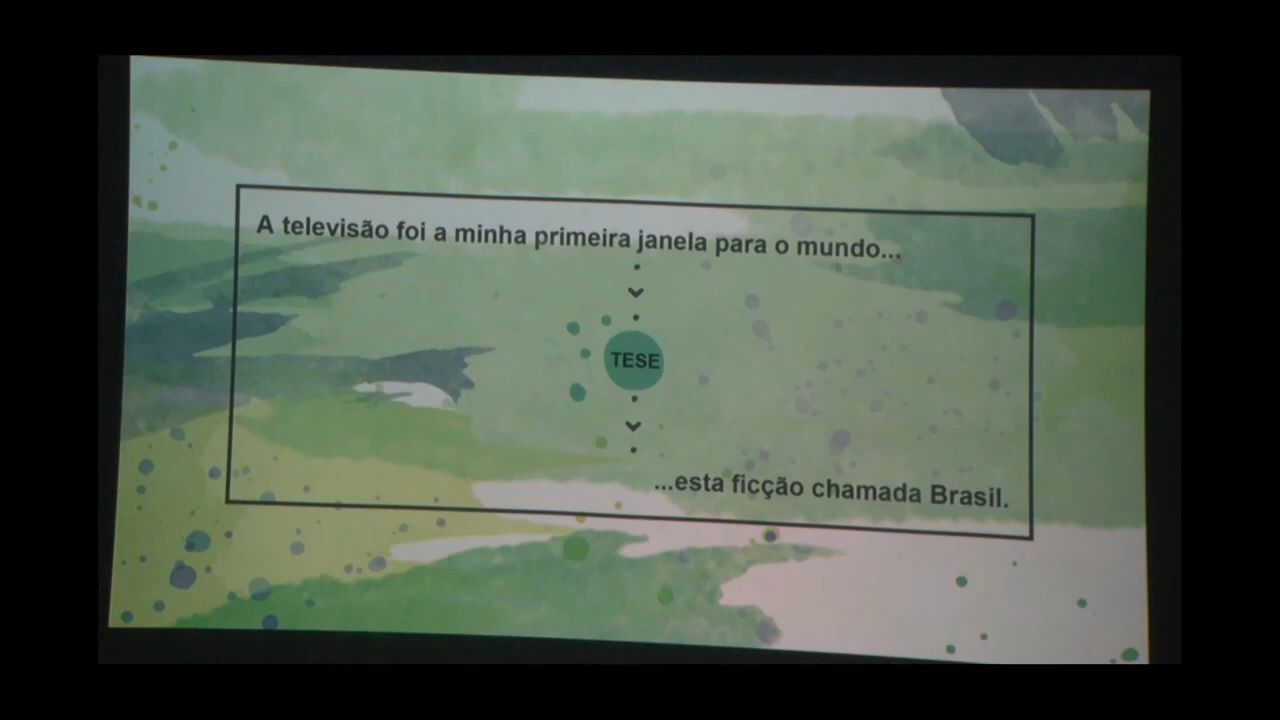 A televisão foi a minha primeira janela para o mundo...
TESE
...esta ficção chamada Brasil.